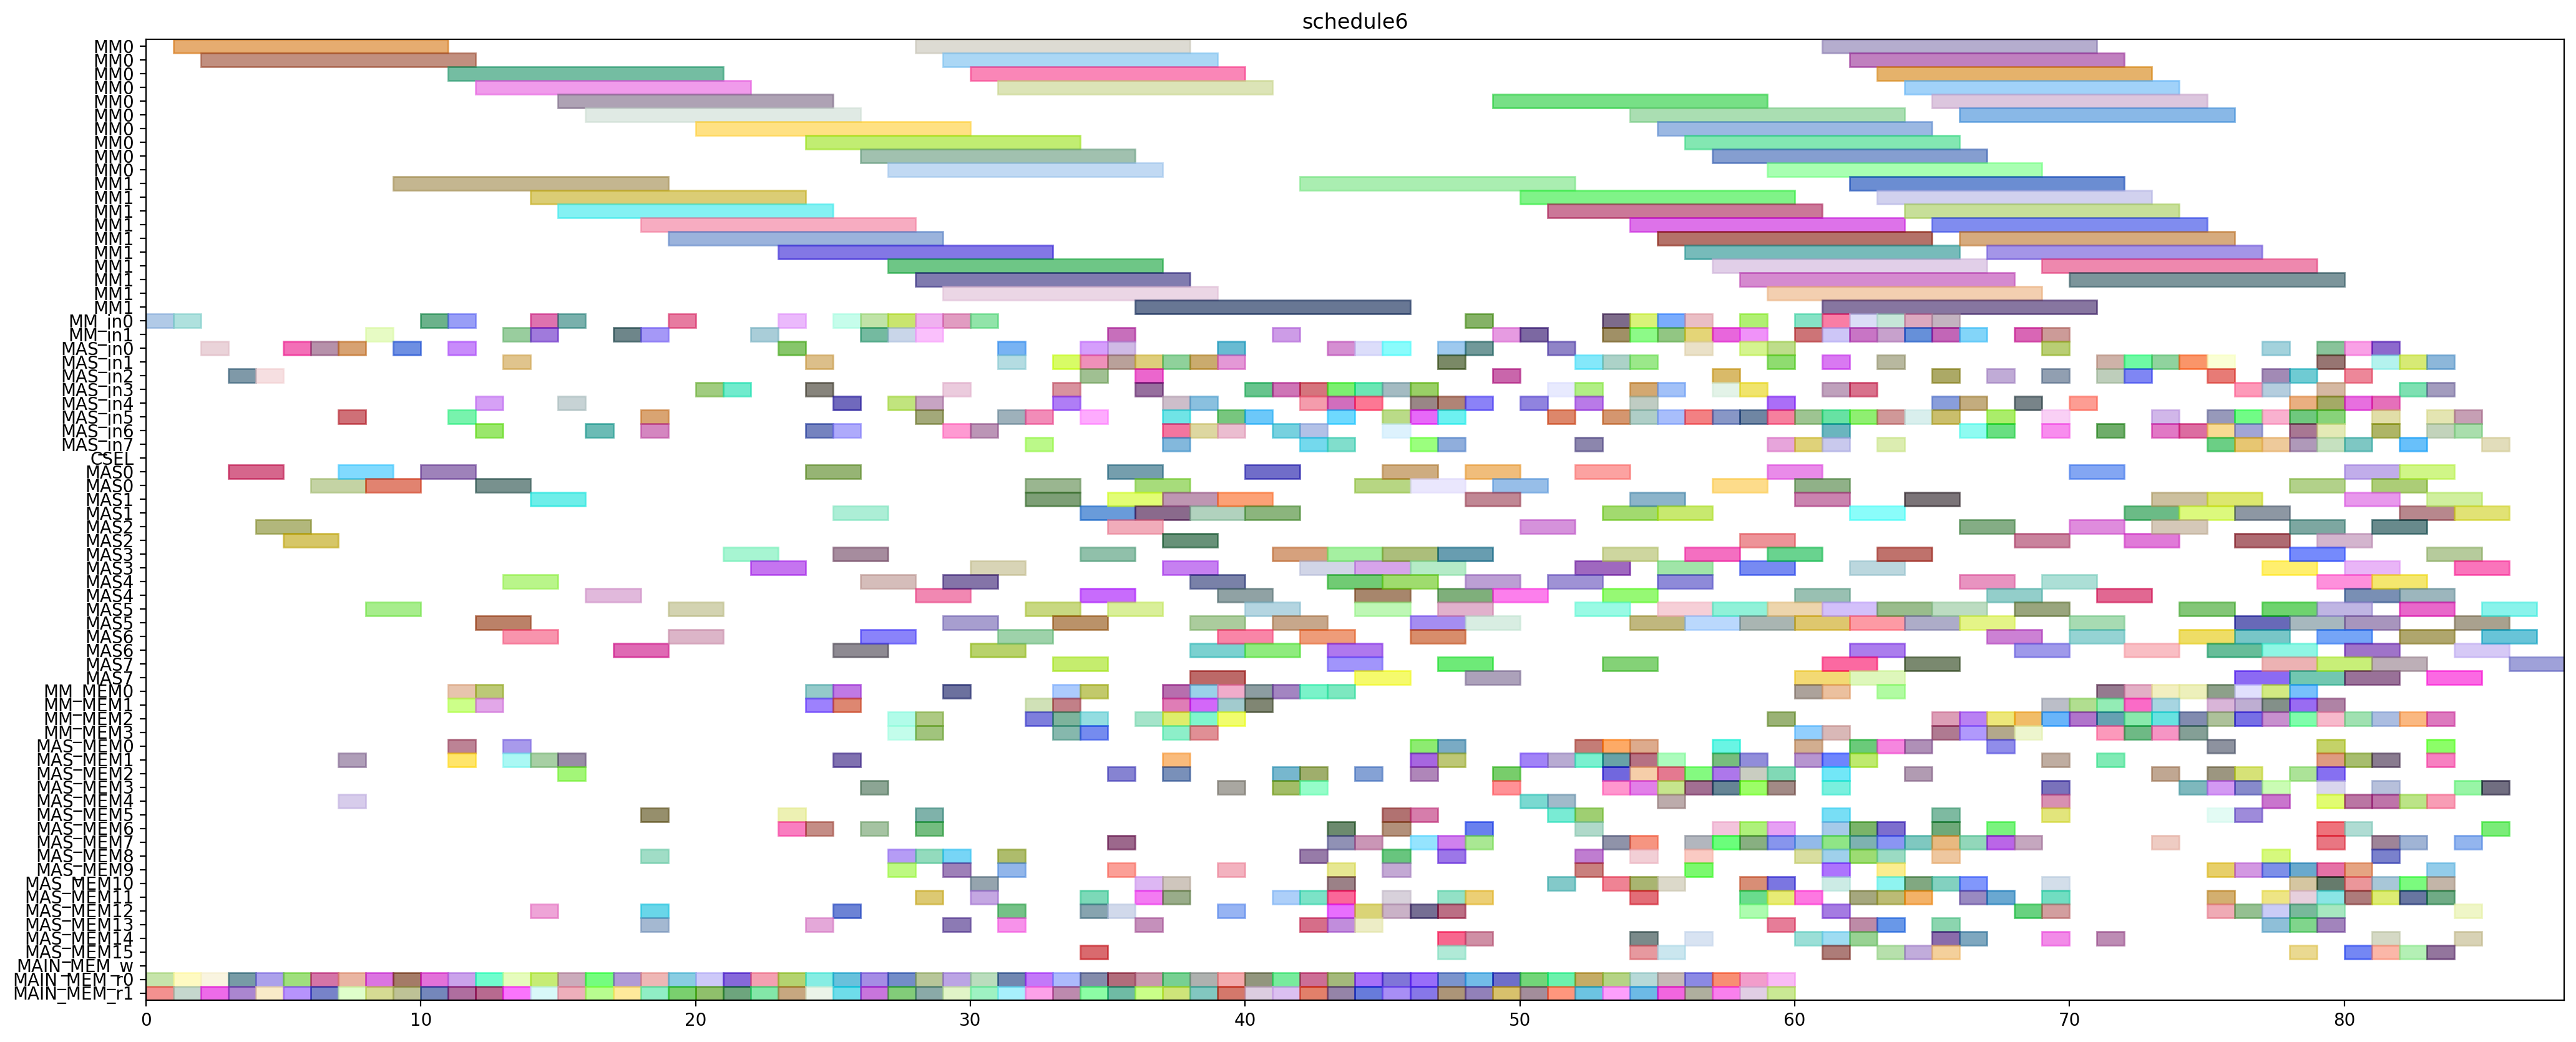 schedule6
MM0
MM0
MM0
MM0
MM0
MM0
MM0
MM0
MM0
MM0
MM1
MM1
MM1
MM1
MM1
MM1
MM1
MM1
MM1
MM1
MM_in0
MM_in1
MAS_in0
MAS_in1
MAS_in2
MAS_in3
MAS_in4
MAS_in5
MAS_in6
MAS_in7
CSEL
MAS0
MAS0
MAS1
MAS1
MAS2
MAS2
MAS3
MAS3
MAS4
MAS4
MAS5
MAS5
MAS6
MAS6
MAS7
MAS7
MM_MEM0
MM_MEM1
MM_MEM2
MM_MEM3
MAS_MEM0
MAS_MEM1
MAS_MEM2
MAS_MEM3
MAS_MEM4
MAS_MEM5
MAS_MEM6
MAS_MEM7
MAS_MEM8
MAS_MEM9
MAS_MEM10
MAS_MEM11
MAS_MEM12
MAS_MEM13
MAS_MEM14
MAS_MEM15
MAIN_MEM_w
MAIN_MEM_r0
MAIN_MEM_r1
0 10 20 30 40 50 60 70 80